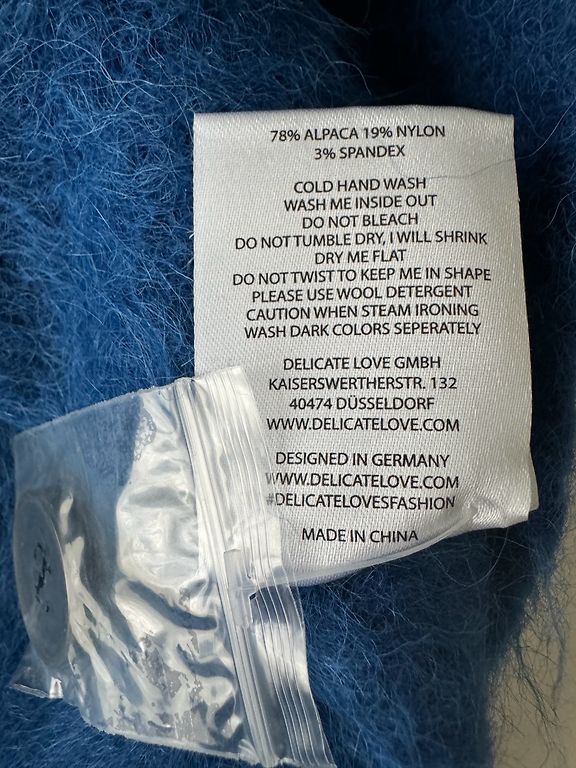 78% ALPACA 19% NYLON
3% SPANDEX
COLD HAND WASH
WASH ME INSIDE OUT
DO NOT BLEACH
DO NOT TUMBLE DRY, I WILL SHRINK
DRY ME FLAT
DO NOT TWIST TO KEEP ME IN SHAPE
PLEASE USE WOOL DETERGENT
CAUTION WHEN STEAM IRONING
WASH DARK COLORS SEPERATELY
DELICATE LOVE GMBH
KAISERSWERTHERSTR. 132
40474 DÜSSELDORF
WWW.DELICATELOVE.COM
DESIGNED IN GERMANY
WWW.DELICATELOVE.COM
#DELICATELOVESFASHION
MADE IN CHINA